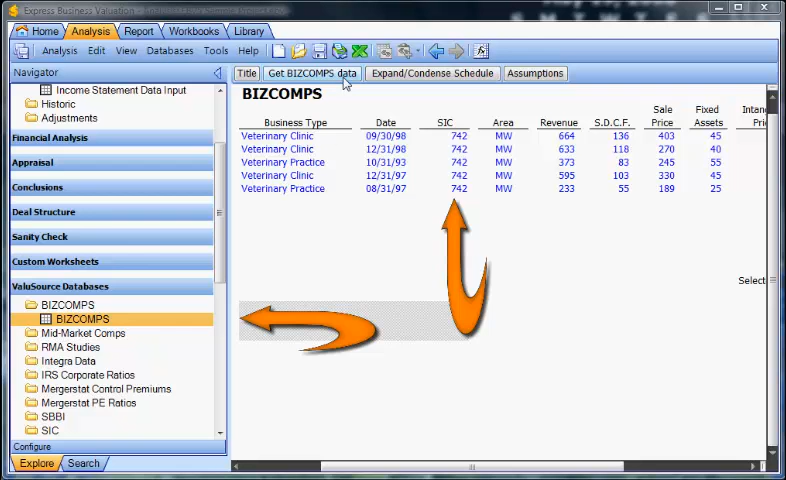 Express Business Valuation -
Home Analysis Report Workbooks Library
Analysis Edit View Databases Tools Help
Navigator
Title Get BIZCOMPS data Expand/Condense Schedule Assumptions
Income Statement Data Input
Historic
Adjustments
Financial Analysis
Appraisal
Conclusions
Deal Structure
Sanity Check
Custom Worksheets
ValuSource Databases
BIZCOMPS
BIZCOMPS
Mid-Market Comps
RMA Studies
Integra Data
IRS Corporate Ratios
Mergerstat Control Premiums
Mergerstat PE Ratios
SBBI
SIC
Configure
Explore Search
BIZCOMPS
Business Type Date SIC Area Revenue S.D.C.F. Sale Price Fixed Assets Intan Pri
Veterinary Clinic 09/30/98 742 MW 664 136 403 45
Veterinary Clinic 12/31/98 742 MW 633 118 270 40
Veterinary Practice 10/31/93 742 MW 373 83 245 55
Veterinary Clinic 12/31/97 742 MW 595 103 330 45
Veterinary Practice 08/31/97 742 MW 233 55 189 25
Select